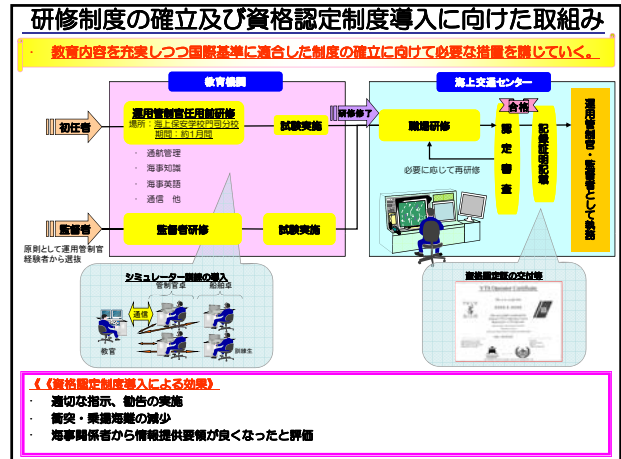 研修制度の確立及び資格認定制度導入に向けた取組み
・ 教育内容を充実しつつ国際基準に適合した制度の確立に向けて必要な措置を講じていく。
教育機関
海上交通センター
初任者
運用管制官任用前研修
場所：海上保安学校門司分校
期間：約1月間
試験実施
研修修了
職場研修
合格
認定審査
記録証明記載
運用管制官・監督者として執務
・ 通航管理
・ 海事知識
・ 海事英語
・ 通信 他
必要に応じて再研修
監督者
監督者研修
試験実施
原則として運用管制官
経験者から選抜
シミュレーター訓練の導入
管制官卓
船舶卓
通信
教官
訓練生
資格認定証の交付等
VTS Operator Certificate
《《資格認定制度導入による効果》
・ 適切な指示、勧告の実施
・ 衝突・乗揚海難の減少
・ 海事関係者から情報提供要領が良くなったと評価